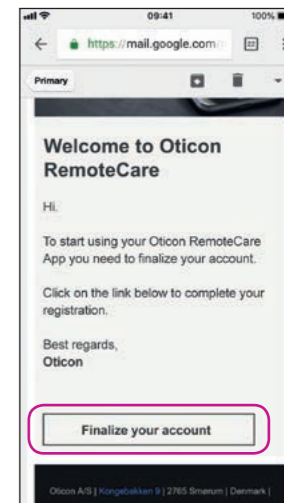 09:41
100%
https://mail.google.com
Primary
Welcome to Oticon
RemoteCare
Hi.
To start using your Oticon RemoteCare
App you need to finalize your account.
Click on the link below to complete your
registration.
Best regards,
Oticon
Finalize your account
Oticon A/S | Kongebakken 9 | 2765 Smørum | Denmark |